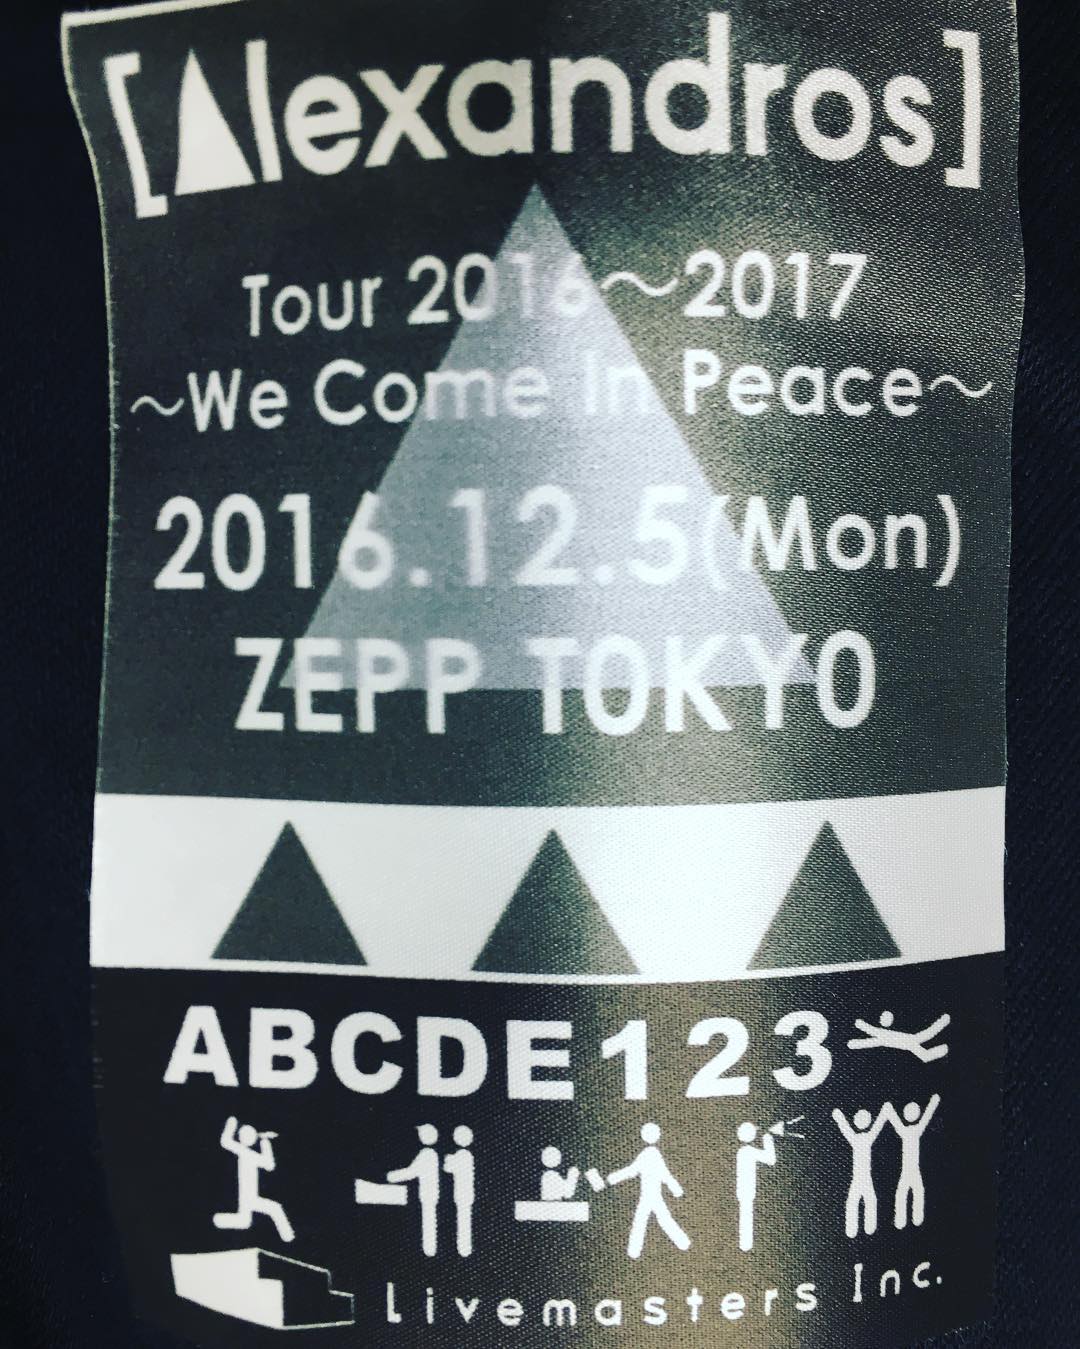 [Alexandros]
Tour 2016～2017
～We Come In Peace～
2016.12.5(Mon)
ZEPP TOKYO
ABCDE123
Livemasters Inc.